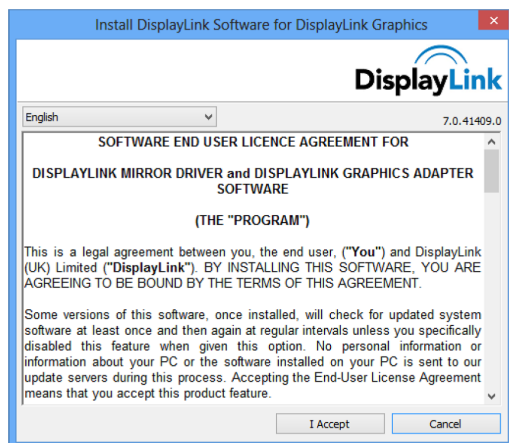 Install DisplayLink Software for DisplayLink Graphics
DisplayLink
English
7.0.41409.0
SOFTWARE END USER LICENCE AGREEMENT FOR
DISPLAYLINK MIRROR DRIVER and DISPLAYLINK GRAPHICS ADAPTER
SOFTWARE
(THE "PROGRAM")
This is a legal agreement between you, the end user, ("You") and DisplayLink
(UK) Limited ("DisplayLink"). BY INSTALLING THIS SOFTWARE, YOU ARE
AGREEING TO BE BOUND BY THE TERMS OF THIS AGREEMENT.
Some versions of this software, once installed, will check for updated system
software at least once and then again at regular intervals unless you specifically
disabled this feature when given this option. No personal information or
information about your PC or the software installed on your PC is sent to our
update servers during this process. Accepting the End-User License Agreement
means that you accept this product feature.
I Accept
Cancel